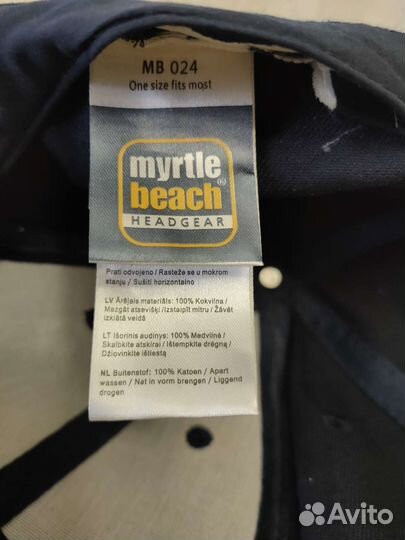 MB 024
One size fits most
myrtle
beach®
HEADGEAR
Prati odvojeno / Rasteže se u mokrom
stanju / Sušiti horizontalno
LV Ārējais materiāls: 100% Kokvilna /
Mazgāt atsevišķi / Izstaipīt mitru / Žāvēt
izklātā veidā
LT Išorinis audinys: 100% Medvilnė /
Skalbkite atskirai / Ištempkite drėgną /
Džiovinkite išliestą
NL Buitenstof: 100% Katoen / Apart
wassen / Nat in vorm brengen / Liggend
drogen
Avito